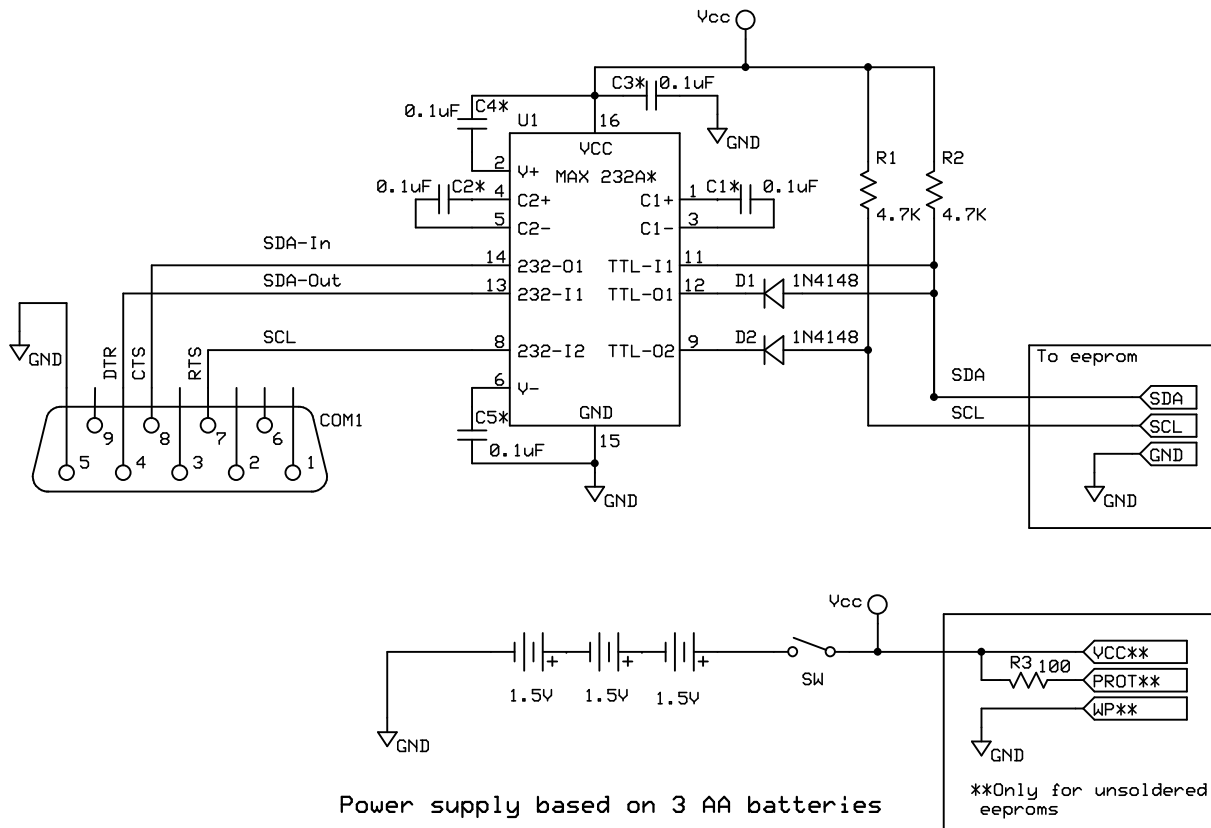 Vcc
C3* 0.1uF
C4*
0.1uF
GND
U1
16
VCC
MAX 232A*
2
V+
0.1uF
C2*
4
C2+
5
C2-
C1+
1
C1*
0.1uF
C1-
3
R1
4.7K
R2
4.7K
SDA-In
14
232-O1
TTL-I1
11
SDA-Out
13
232-I1
TTL-O1
12
D1
1N4148
SCL
8
232-I2
TTL-O2
9
D2
1N4148
6
V-
GND
15
C5*
0.1uF
GND
GND
DTR
CTS
RTS
COM1
9
8
7
6
5
4
3
2
1
To eeprom
SDA
SDA
SCL
SCL
GND
GND
Vcc
1.5V
1.5V
1.5V
+
+
+
SW
GND
VCC**
R3 100
PROT**
WP**
GND
**Only for unsoldered
eeproms
Power supply based on 3 AA batteries